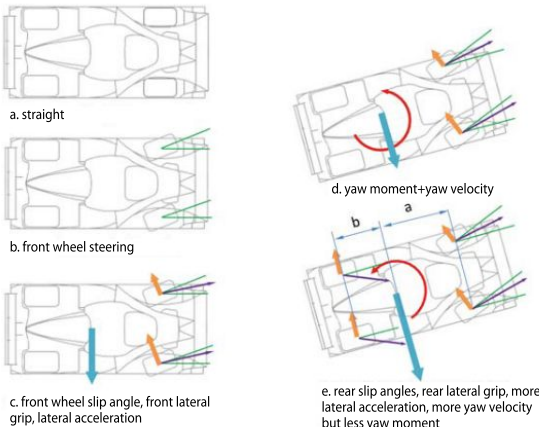 a. straight
b. front wheel steering
c. front wheel slip angle, front lateral
grip, lateral acceleration
d. yaw moment+yaw velocity
b
a
e. rear slip angles, rear lateral grip, more
lateral acceleration, more yaw velocity
but less yaw moment